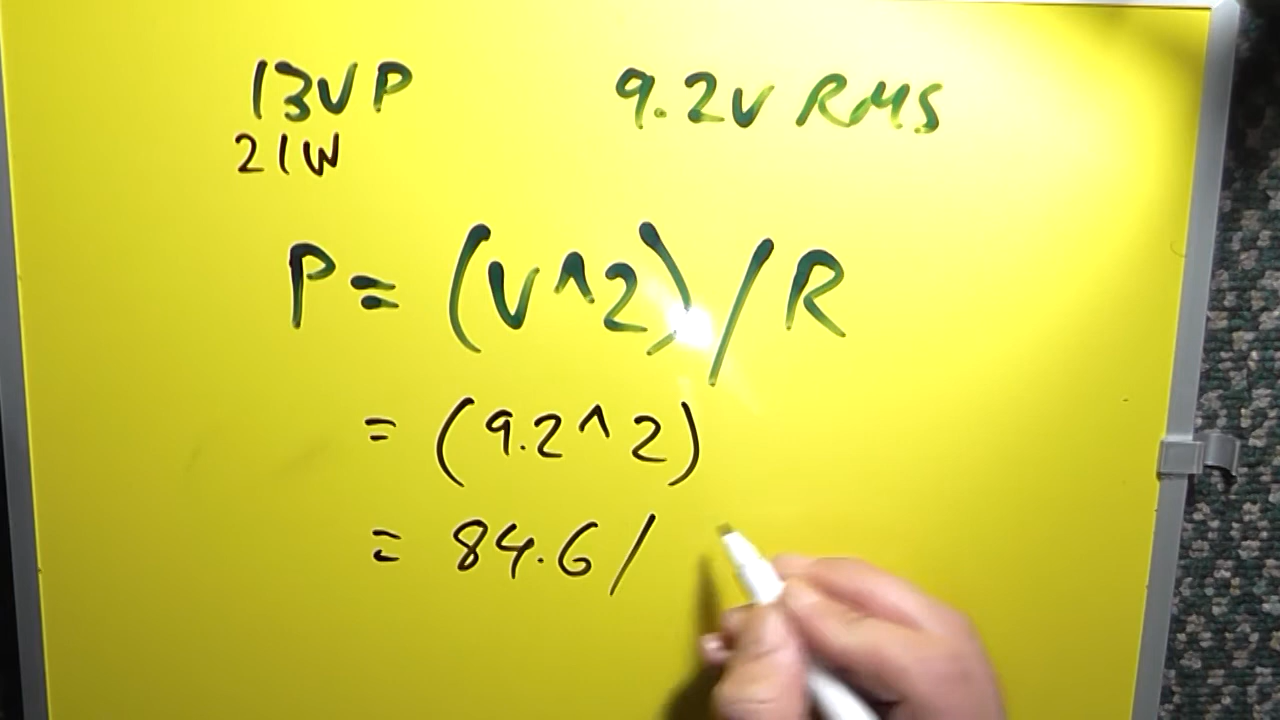 13VP 9.2V RMS
21W
P= (V^2)/R
= (9.2^2)
= 84.6/